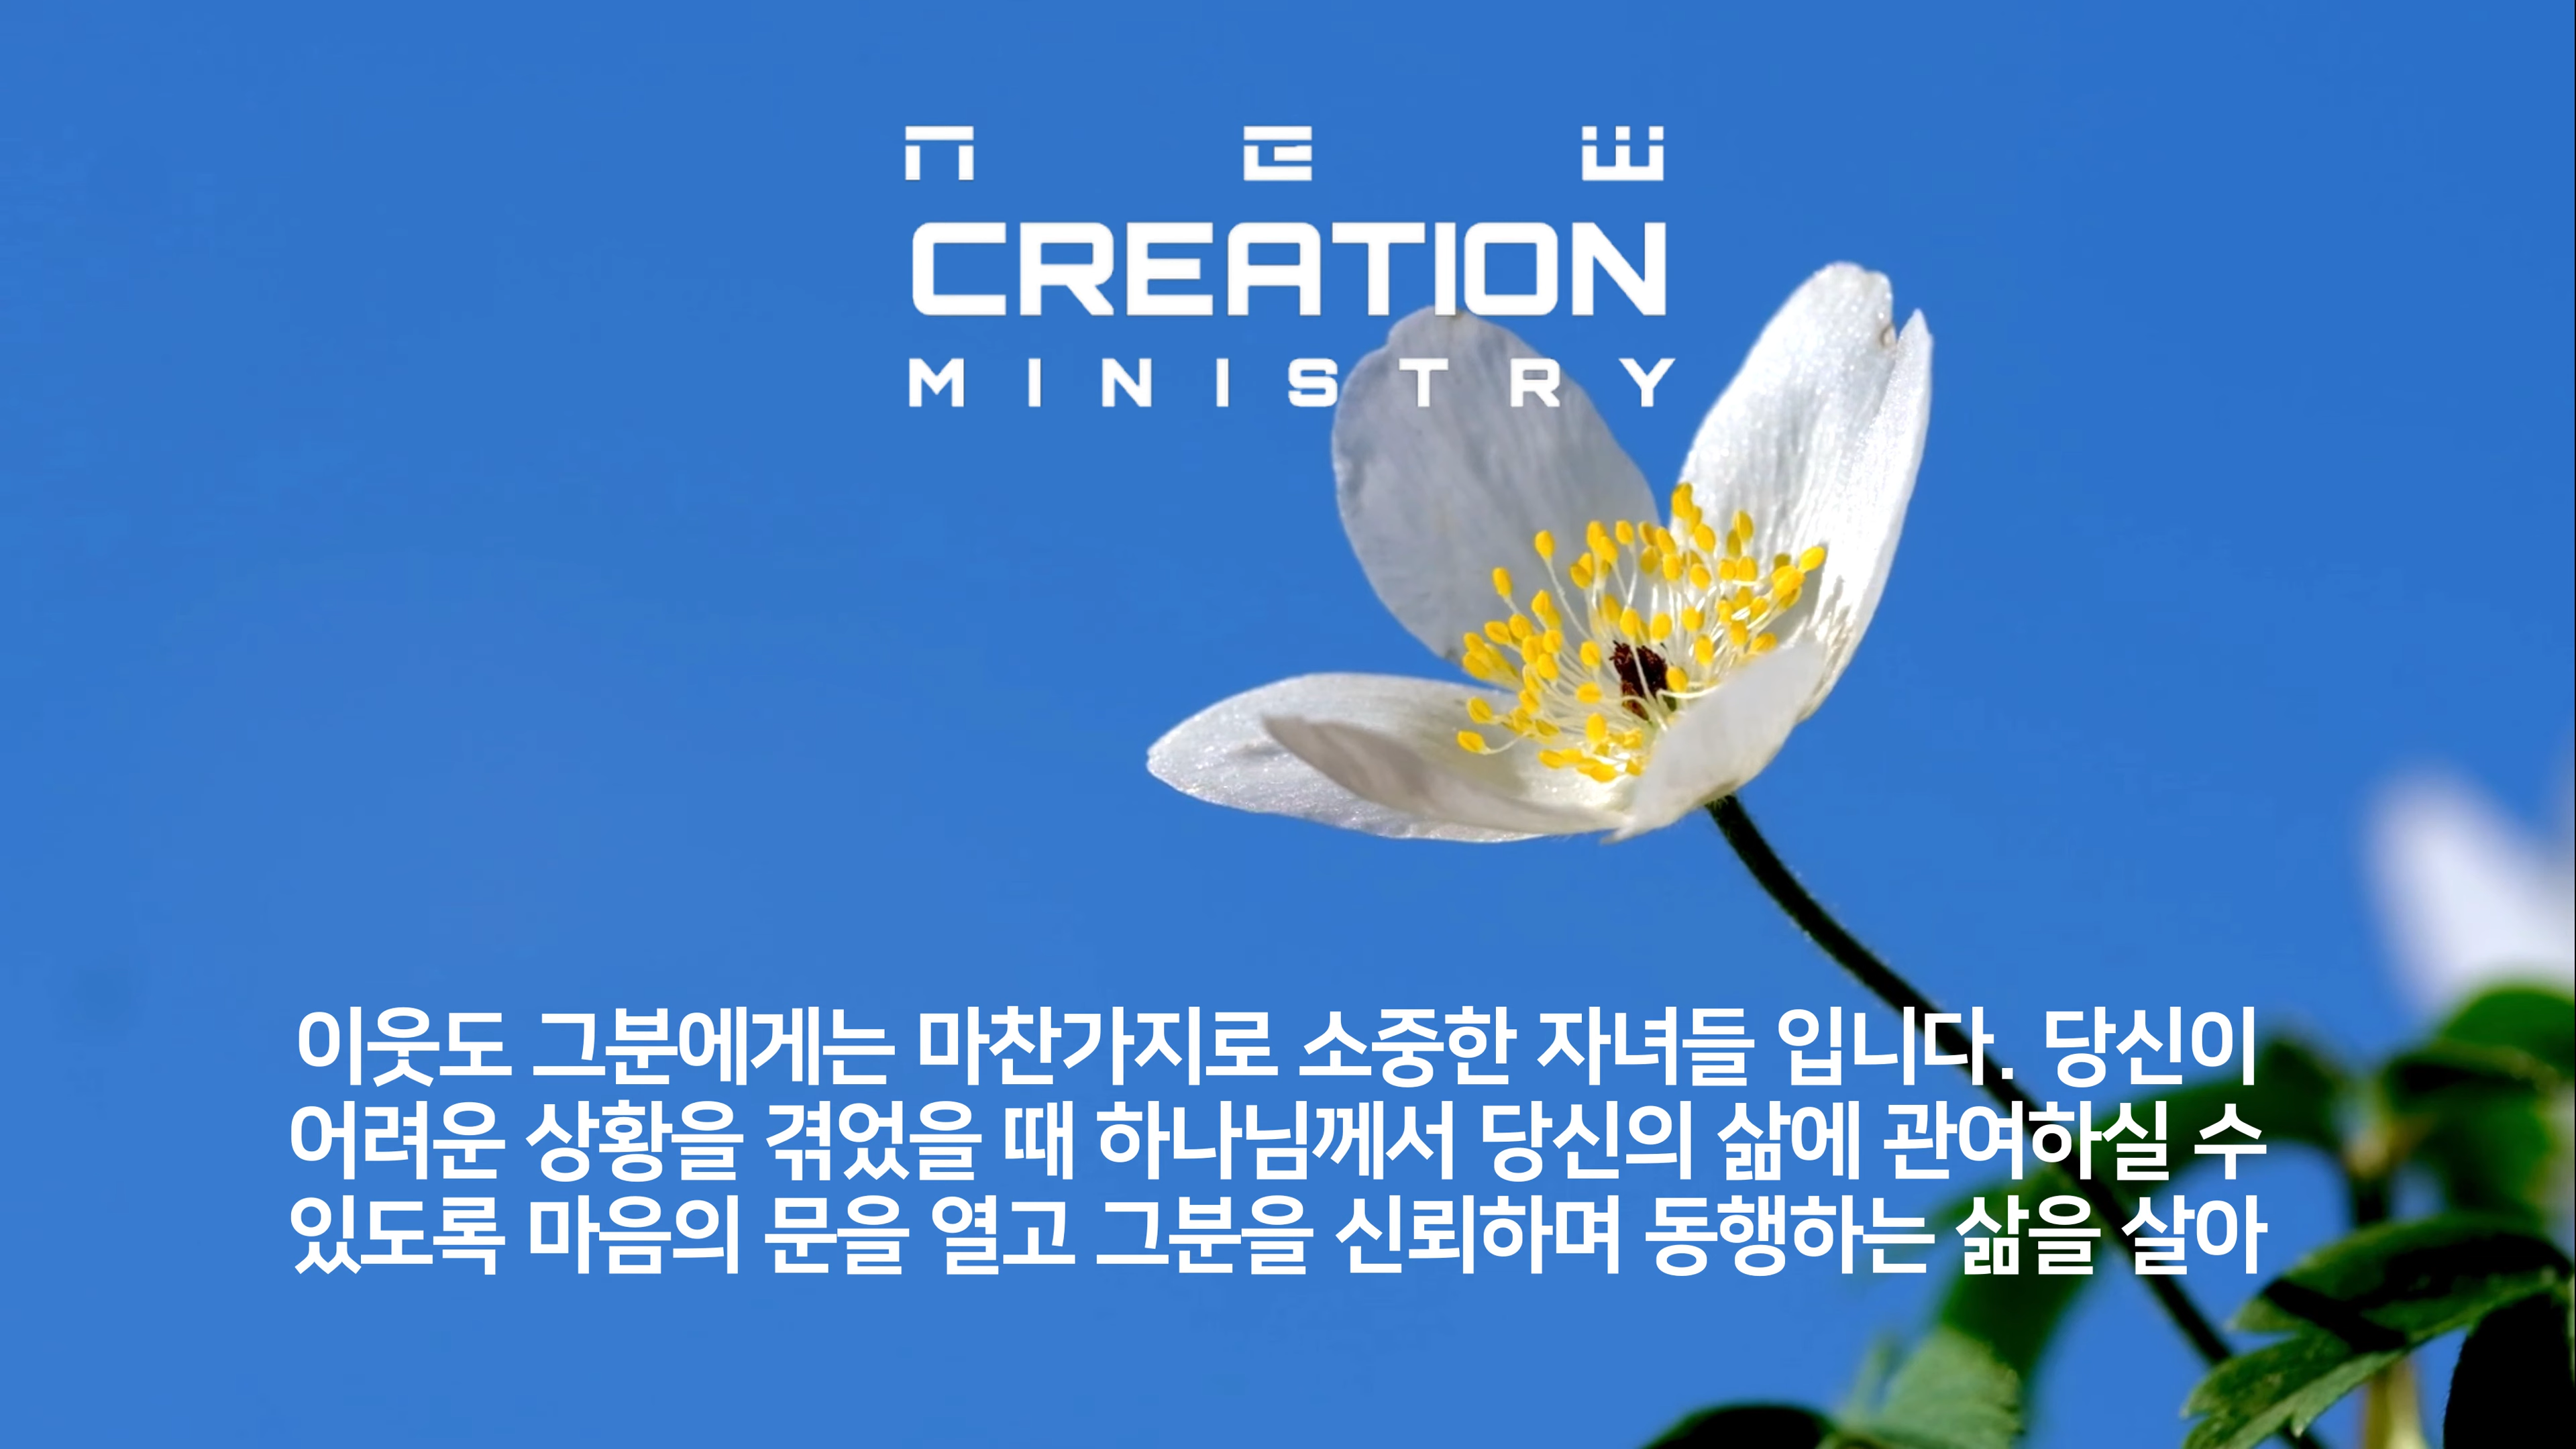 NEW
CREATION
MINISTRY
이웃도 그분에게는 마찬가지로 소중한 자녀들 입니다. 당신이
어려운 상황을 겪었을 때 하나님께서 당신의 삶에 관여하실 수
있도록 마음의 문을 열고 그분을 신뢰하며 동행하는 삶을 살아